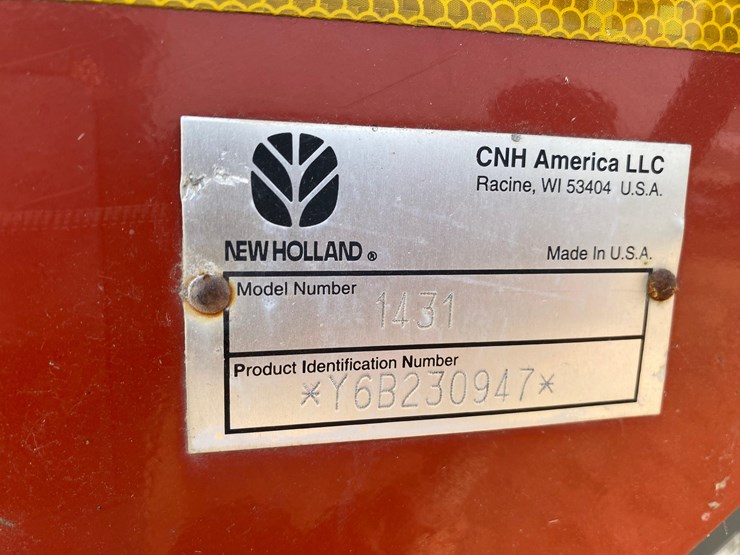 CNH America LLC
Racine, WI 53404 U.S.A.
NEW HOLLAND ®
Made In U.S.A.
Model Number
1431
Product Identification Number
*Y6B230947*